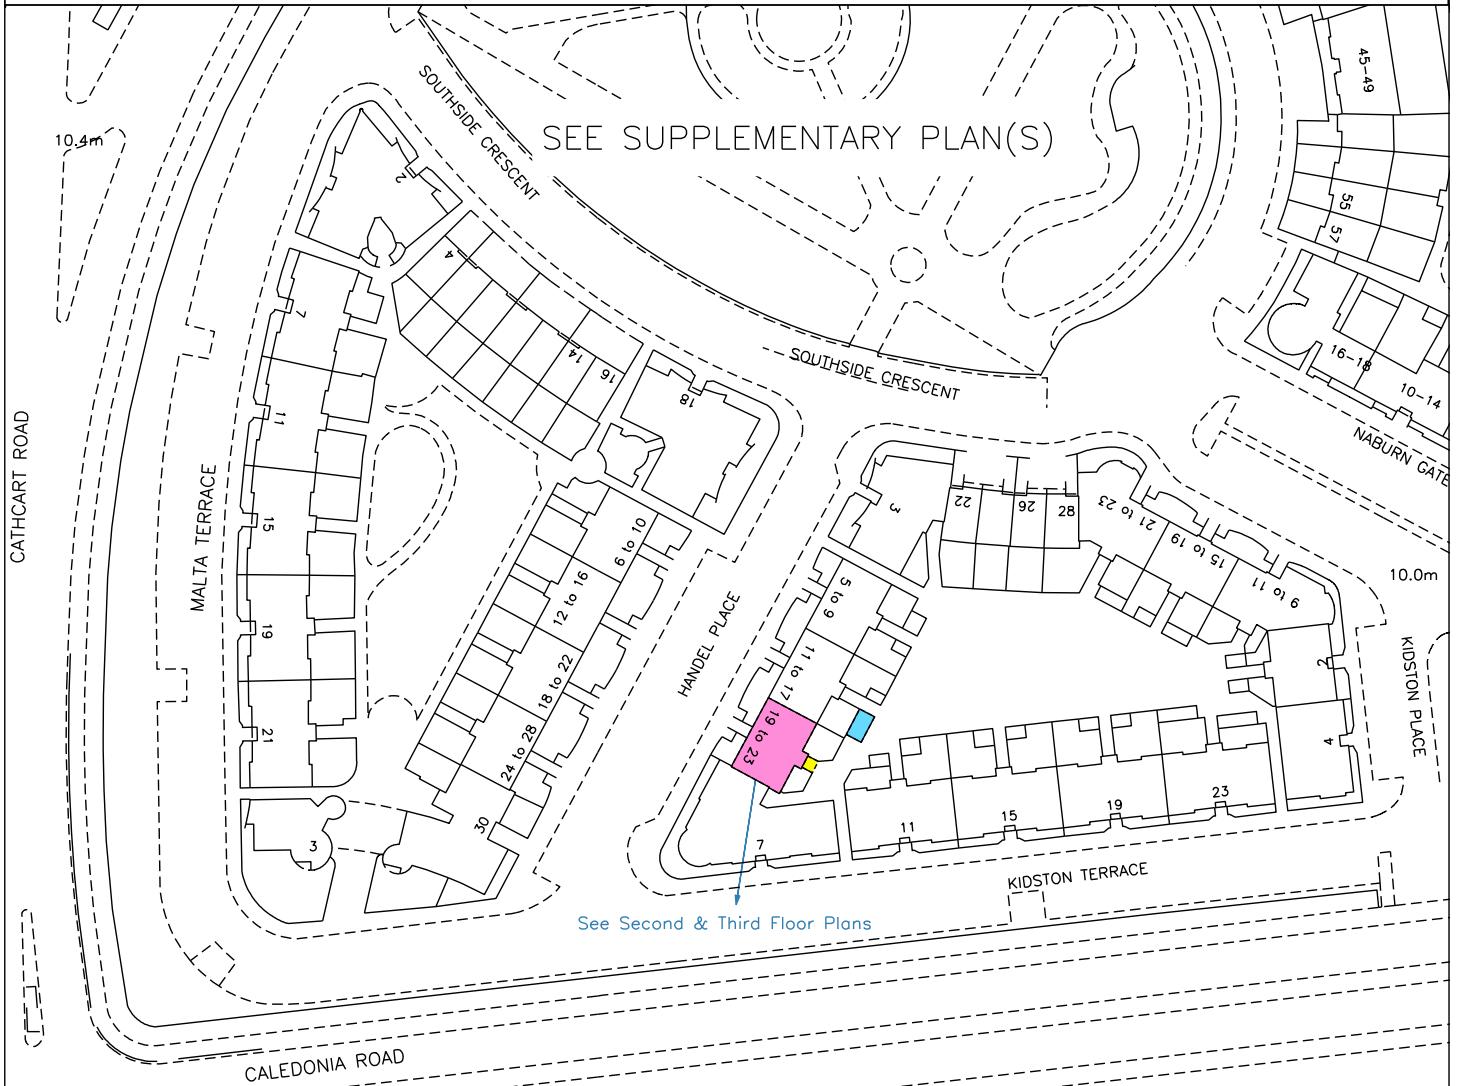 45-49
SOUTHSIDE CRESCENT
SEE SUPPLEMENTARY PLAN(S)
10.4m
2
55
57
4
7
14
16
SOUTHSIDE CRESCENT
16-18
10-14
18
11
NABURN GATE
CATHCART ROAD
MALTA TERRACE
15
3
22
26
28
21 to 23
15 to 19
9 to 11
6 to 10
10.0m
12 to 16
5 to 9
HANDEL PLACE
19
11 to 17
2
KIDSTON PLACE
18 to 22
21
19 to 23
24 to 28
4
23
19
15
11
30
3
7
KIDSTON TERRACE
See Second & Third Floor Plans
CALEDONIA ROAD